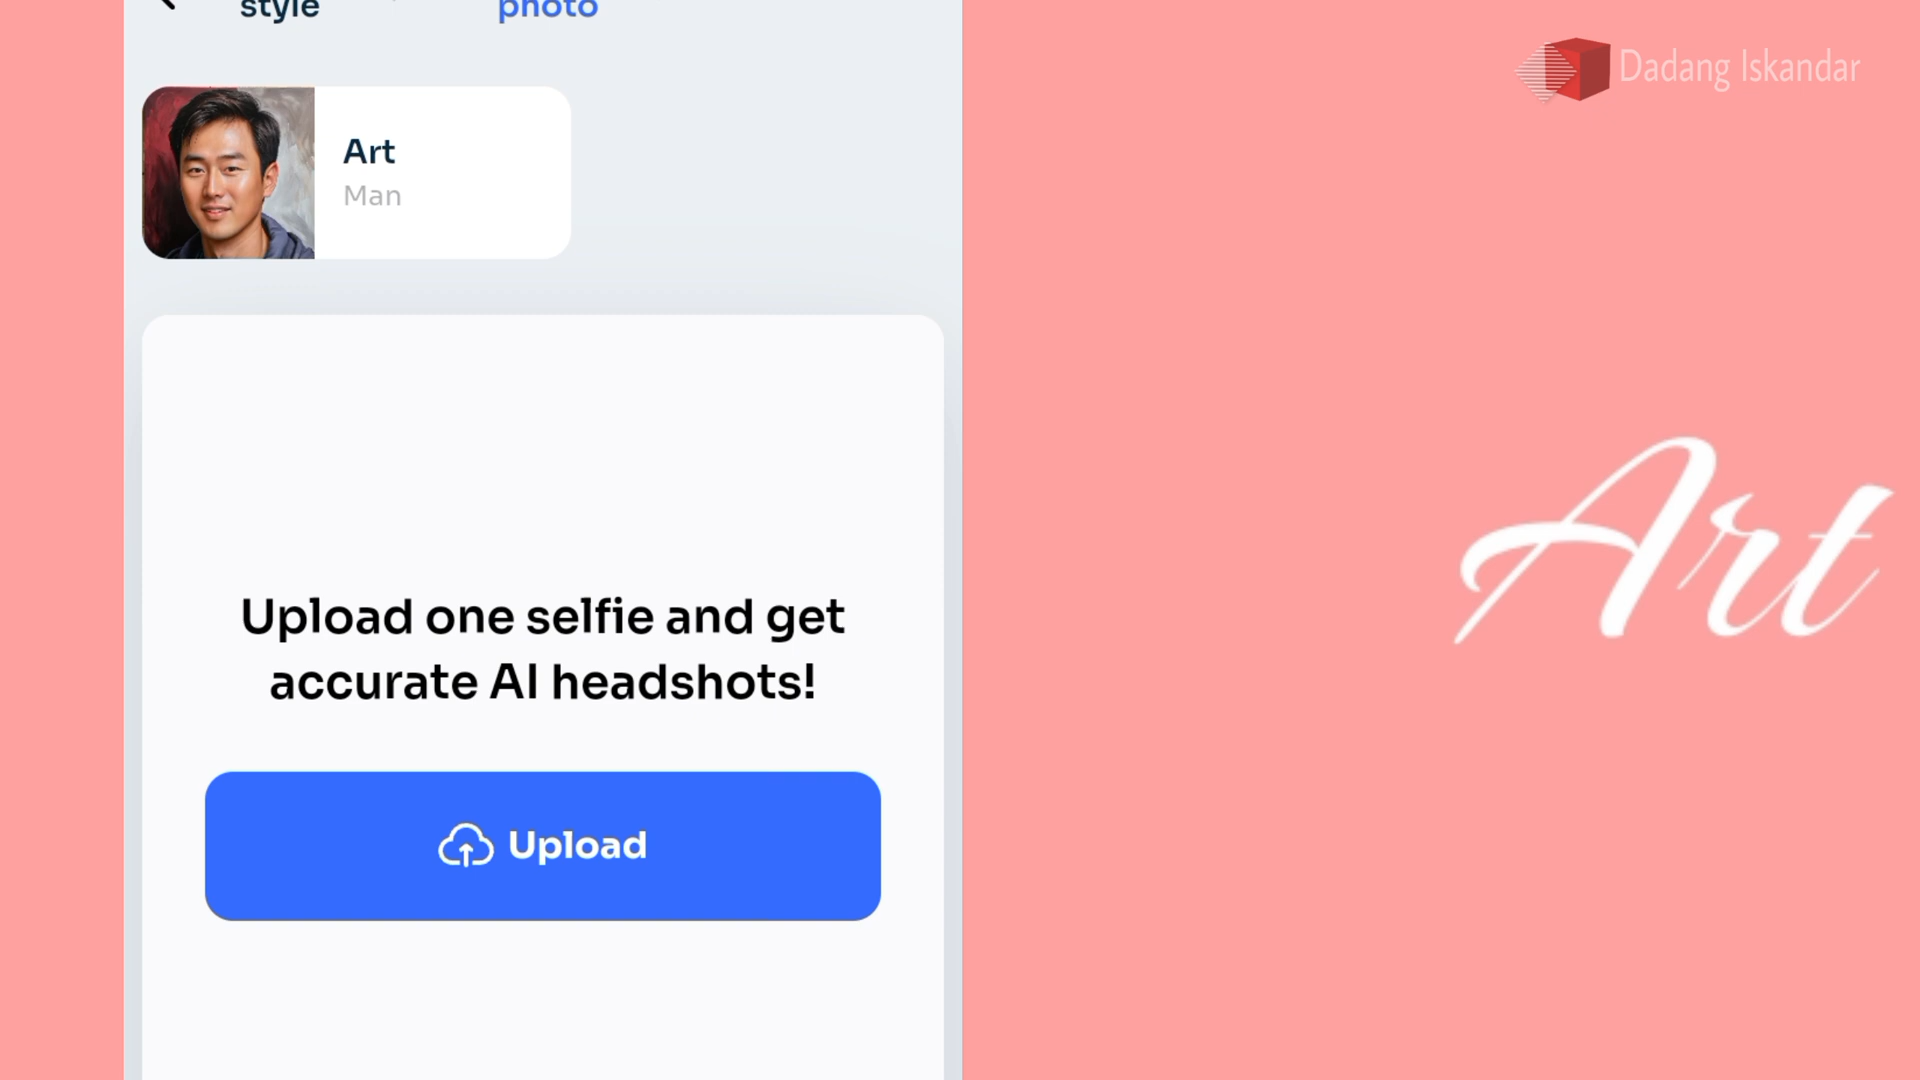 style
photo
Dadang Iskandar
Art
Man
Art
Upload one selfie and get
accurate AI headshots!
Upload